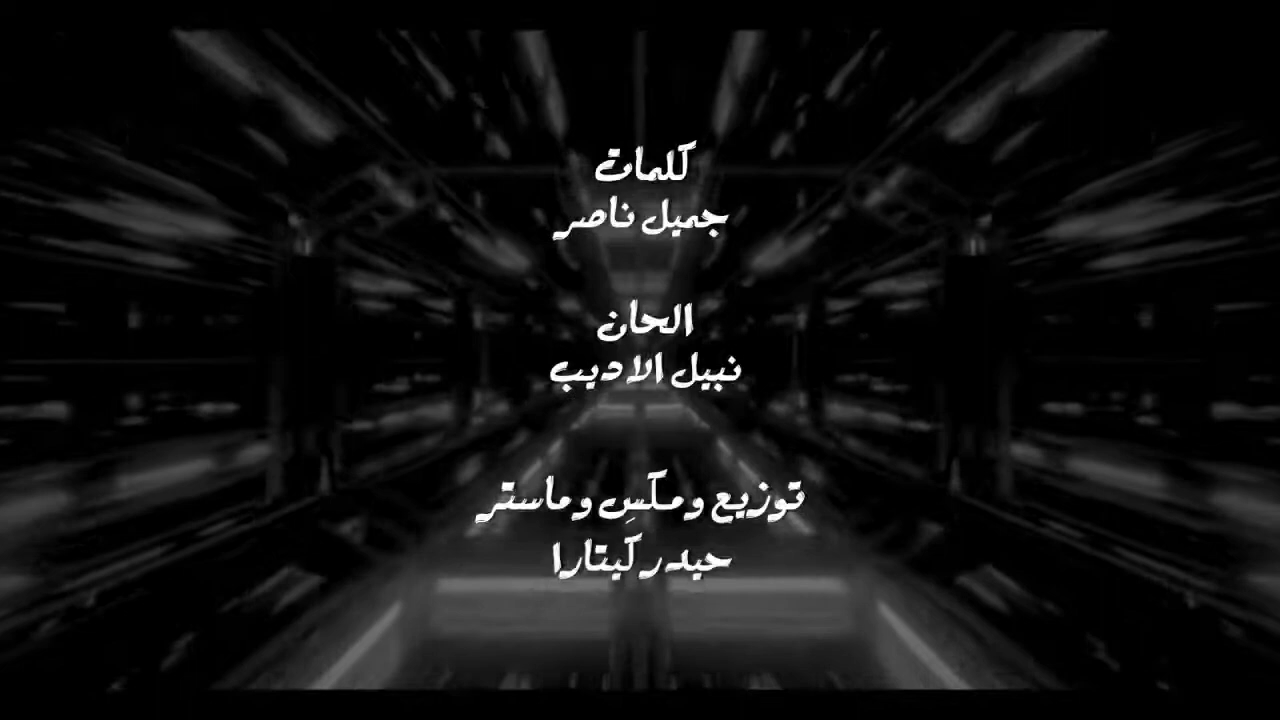 كلمات
جميل ناصر
الحان
نبيل الاديب
توزيع ومكسِ وماستر
حيدر كيتارا